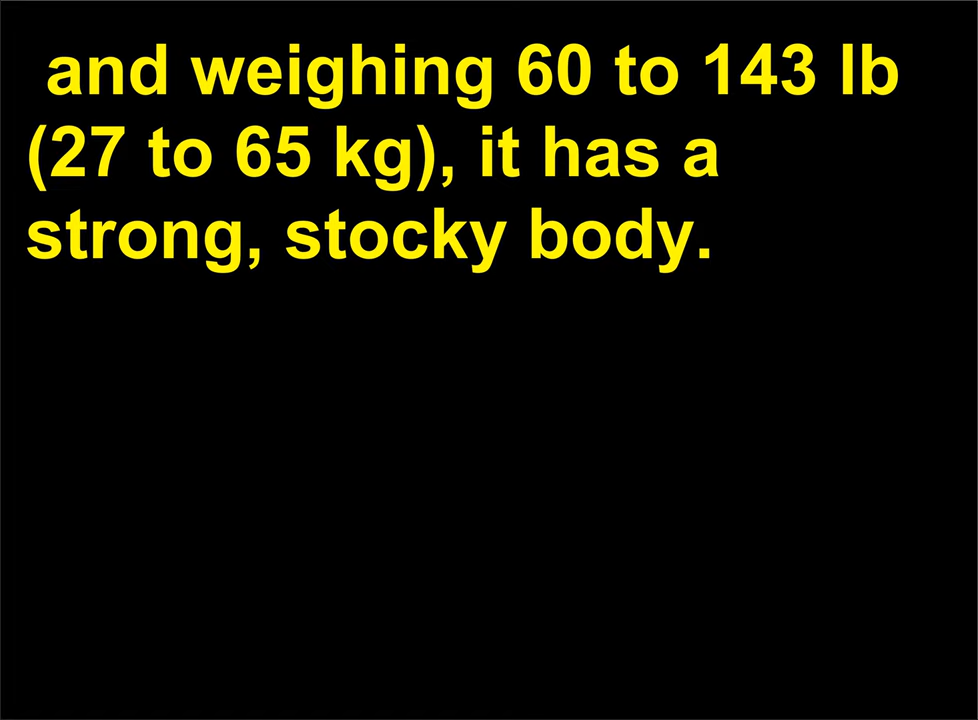 and weighing 60 to 143 lb
(27 to 65 kg), it has a
strong, stocky body.